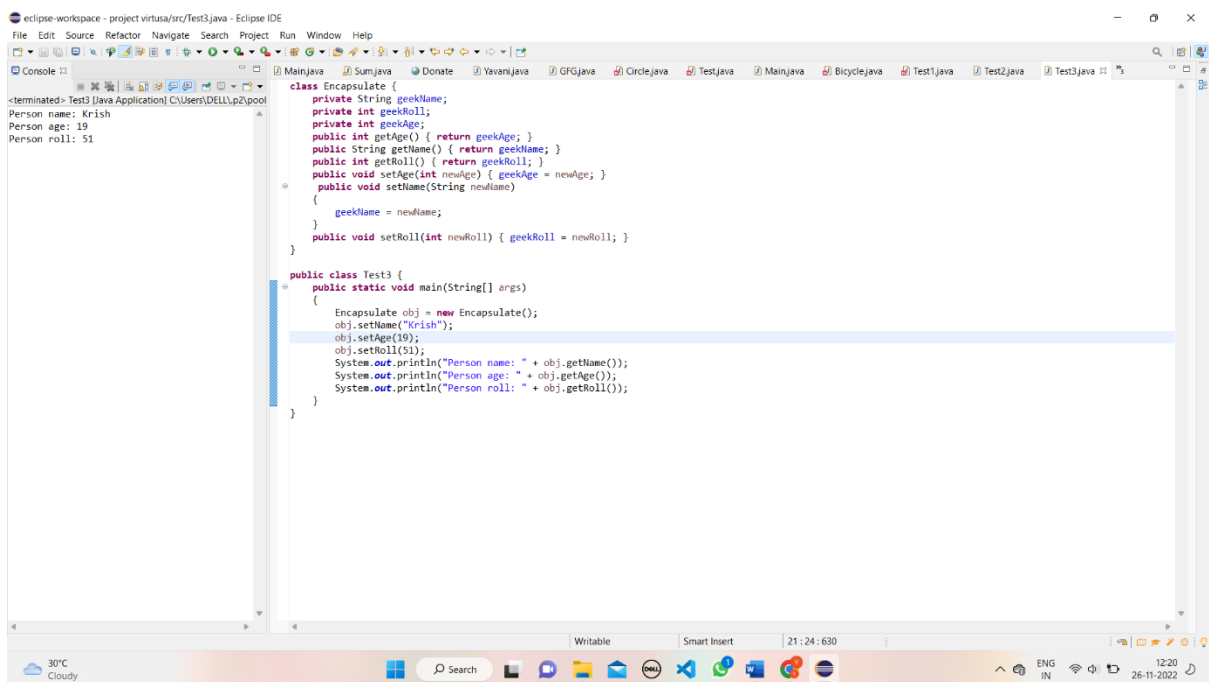 eclipse-workspace - project virtusa/src/Test3.java - Eclipse IDE
File Edit Source Refactor Navigate Search Project Run Window Help
Console
<terminated> Test3 [Java Application] C:\Users\DELL\.p2\pool
Person name: Krish
Person age: 19
Person roll: 51
Main.java Sum.java Donate Yavani.java GFG.java Circle.java Test.java Main.java Bicycle.java Test1.java Test2.java Test3.java
class Encapsulate {
    private String geekName;
    private int geekRoll;
    private int geekAge;
    public int getAge() { return geekAge; }
    public String getName() { return geekName; }
    public int getRoll() { return geekRoll; }
    public void setAge(int newAge) { geekAge = newAge; }
     public void setName(String newName)
    {
        geekName = newName;
    }
    public void setRoll(int newRoll) { geekRoll = newRoll; }
}
public class Test3 {
    public static void main(String[] args)
    {
        Encapsulate obj = new Encapsulate();
        obj.setName("Krish");
        obj.setAge(19);
        obj.setRoll(51);
        System.out.println("Person name: " + obj.getName());
        System.out.println("Person age: " + obj.getAge());
        System.out.println("Person roll: " + obj.getRoll());
    }
}
Writable Smart Insert 21 : 24 : 630
30°C
Cloudy
Search
DELL
1
ENG
IN
12:20
26-11-2022